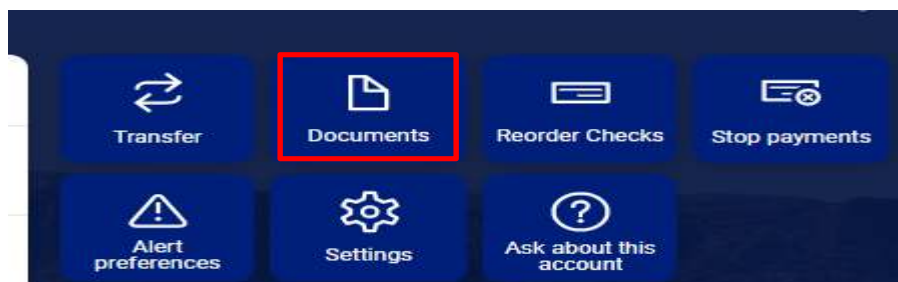 Transfer
Documents
Reorder Checks
Stop payments
Alert
preferences
Settings
Ask about this
account